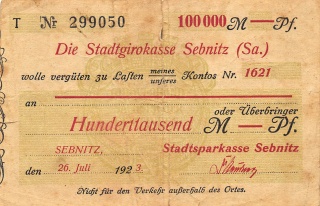 T № 299050 100000 M — Pf.
Die Stadtgirokasse Sebnitz (Sa.)
wolle vergüten zu Lasten meines
unseres Kontos Nr. 1621
an
oder Überbringer
Hunderttausend M — Pf.
SEBNITZ, Stadtsparkasse Sebnitz
den 26. Juli 1923.
Nicht für den Verkehr außerhalb des Ortes.